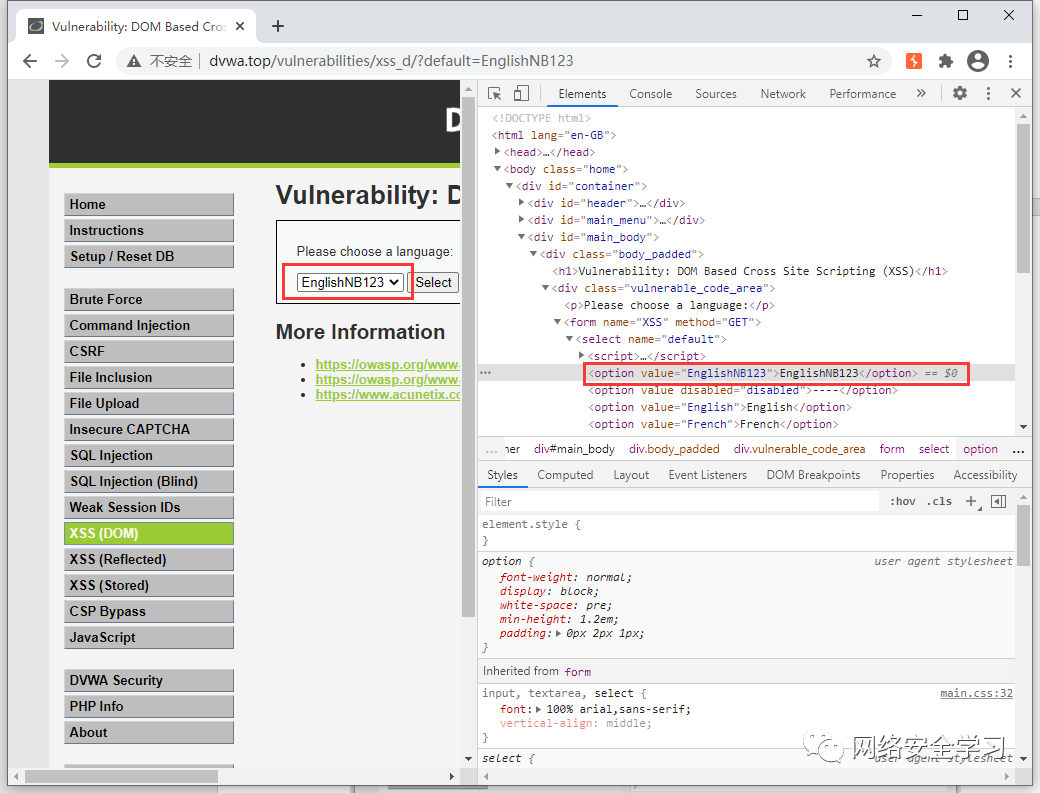 Vulnerability: DOM Based Cros
不安全 dvwa.top/vulnerabilities/xss_d/?default=EnglishNB123
D
Home
Instructions
Setup / Reset DB
Brute Force
Command Injection
CSRF
File Inclusion
File Upload
Insecure CAPTCHA
SQL Injection
SQL Injection (Blind)
Weak Session IDs
XSS (DOM)
XSS (Reflected)
XSS (Stored)
CSP Bypass
JavaScript
DVWA Security
PHP Info
About
Vulnerability: D
Please choose a language:
EnglishNB123 Select
More Information
https://owasp.org/www-
https://owasp.org/www-
https://www.acunetix.co
Elements Console Sources Network Performance »
<!DOCTYPE html>
<html lang="en-GB">
<head>…</head>
<body class="home">
<div id="container">
<div id="header">…</div>
<div id="main_menu">…</div>
<div id="main_body">
<div class="body_padded">
<h1>Vulnerability: DOM Based Cross Site Scripting (XSS)</h1>
<div class="vulnerable_code_area">
<p>Please choose a language:</p>
<form name="XSS" method="GET">
<select name="default">
<script>…</script>
<option value="EnglishNB123">EnglishNB123</option> == $0
<option value disabled="disabled">----</option>
<option value="English">English</option>
<option value="French">French</option>
... ner div#main_body div.body_padded div.vulnerable_code_area form select option ...
Styles Computed Layout Event Listeners DOM Breakpoints Properties Accessibility
Filter :hov .cls +
element.style {
}
option { user agent stylesheet
font-weight: normal;
display: block;
white-space: pre;
min-height: 1.2em;
padding: 0px 2px 1px;
}
Inherited from form
input, textarea, select { main.css:32
font: 100% arial,sans-serif;
vertical-align: middle;
}
select { user agent stylesheet
网络安全学习